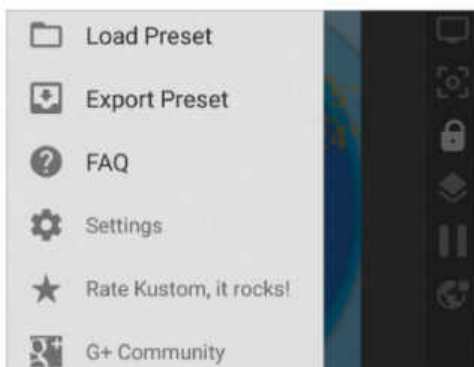 Load Preset
Export Preset
FAQ
Settings
Rate Kustom, it rocks!
G+ Community